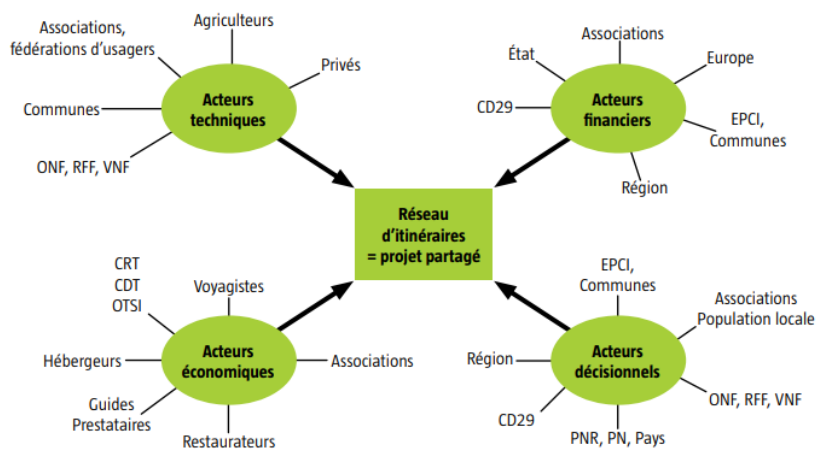 Associations,
fédérations d'usagers
Agriculteurs
Privés
Communes
Acteurs
techniques
ONF, RFF, VNF
Associations
État
Europe
CD29
Acteurs
financiers
EPCI,
Communes
Région
Réseau
d'itinéraires
= projet partagé
CRT
CDT
OTSI
Voyagistes
Hébergeurs
Acteurs
économiques
Associations
Guides
Prestataires
Restaurateurs
EPCI,
Communes
Associations
Population locale
Région
Acteurs
décisionnels
ONF, RFF, VNF
CD29
PNR, PN, Pays